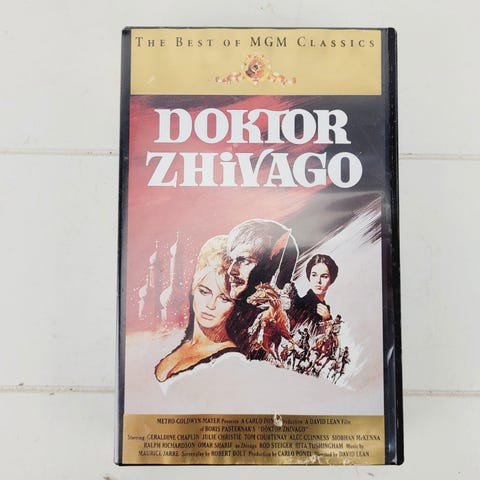 THE BEST OF MGM CLASSICS
DOKTOR
ZHIVAGO
METRO-GOLDWYN-MAYER Presents A CARLO PONTI Production A DAVID LEAN Film
of BORIS PASTERNAK'S "DOKTOR ZHIVAGO"
Starring GERALDINE CHAPLIN JULIE CHRISTIE TOM COURTENAY ALEC GUINNESS SIOBHAN McKENNA
RALPH RICHARDSON OMAR SHARIF as Zhivago ROD STEIGER RITA TUSHINGHAM Music by
MAURICE JARRE Screenplay by ROBERT BOLT Production by CARLO PONTI Directed by DAVID LEAN